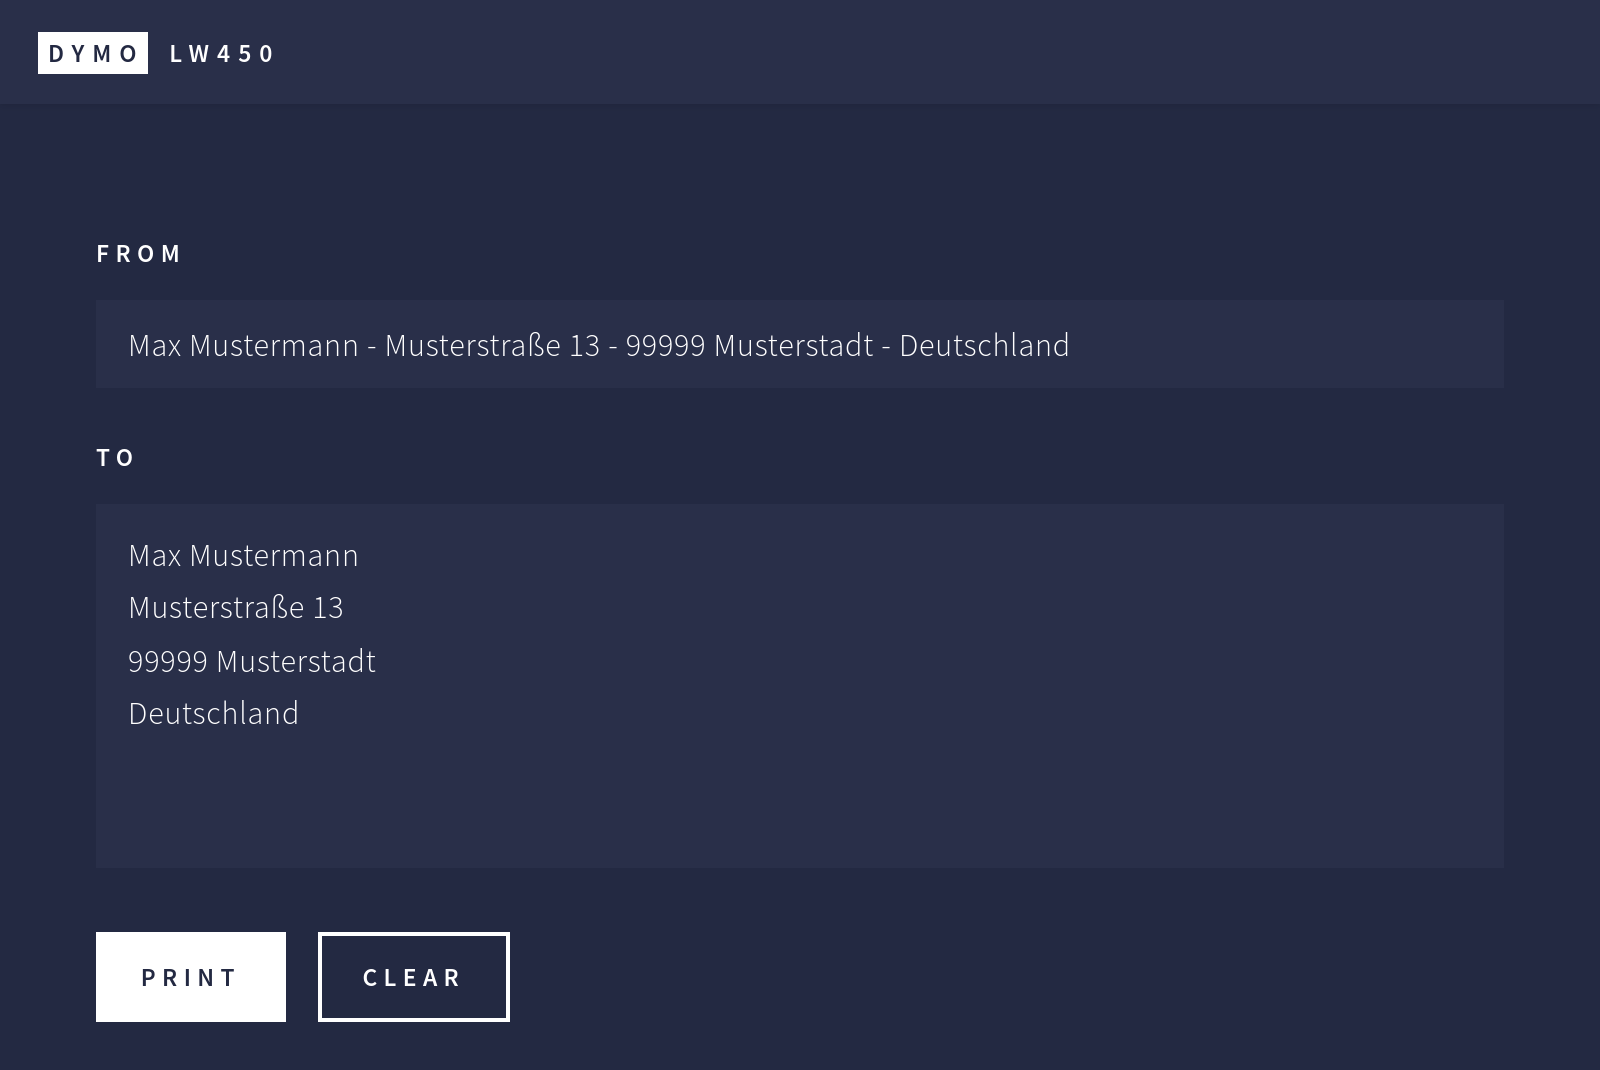 DYMO LW450
FROM
Max Mustermann - Musterstraße 13 - 99999 Musterstadt - Deutschland
TO
Max Mustermann
Musterstraße 13
99999 Musterstadt
Deutschland
PRINT CLEAR